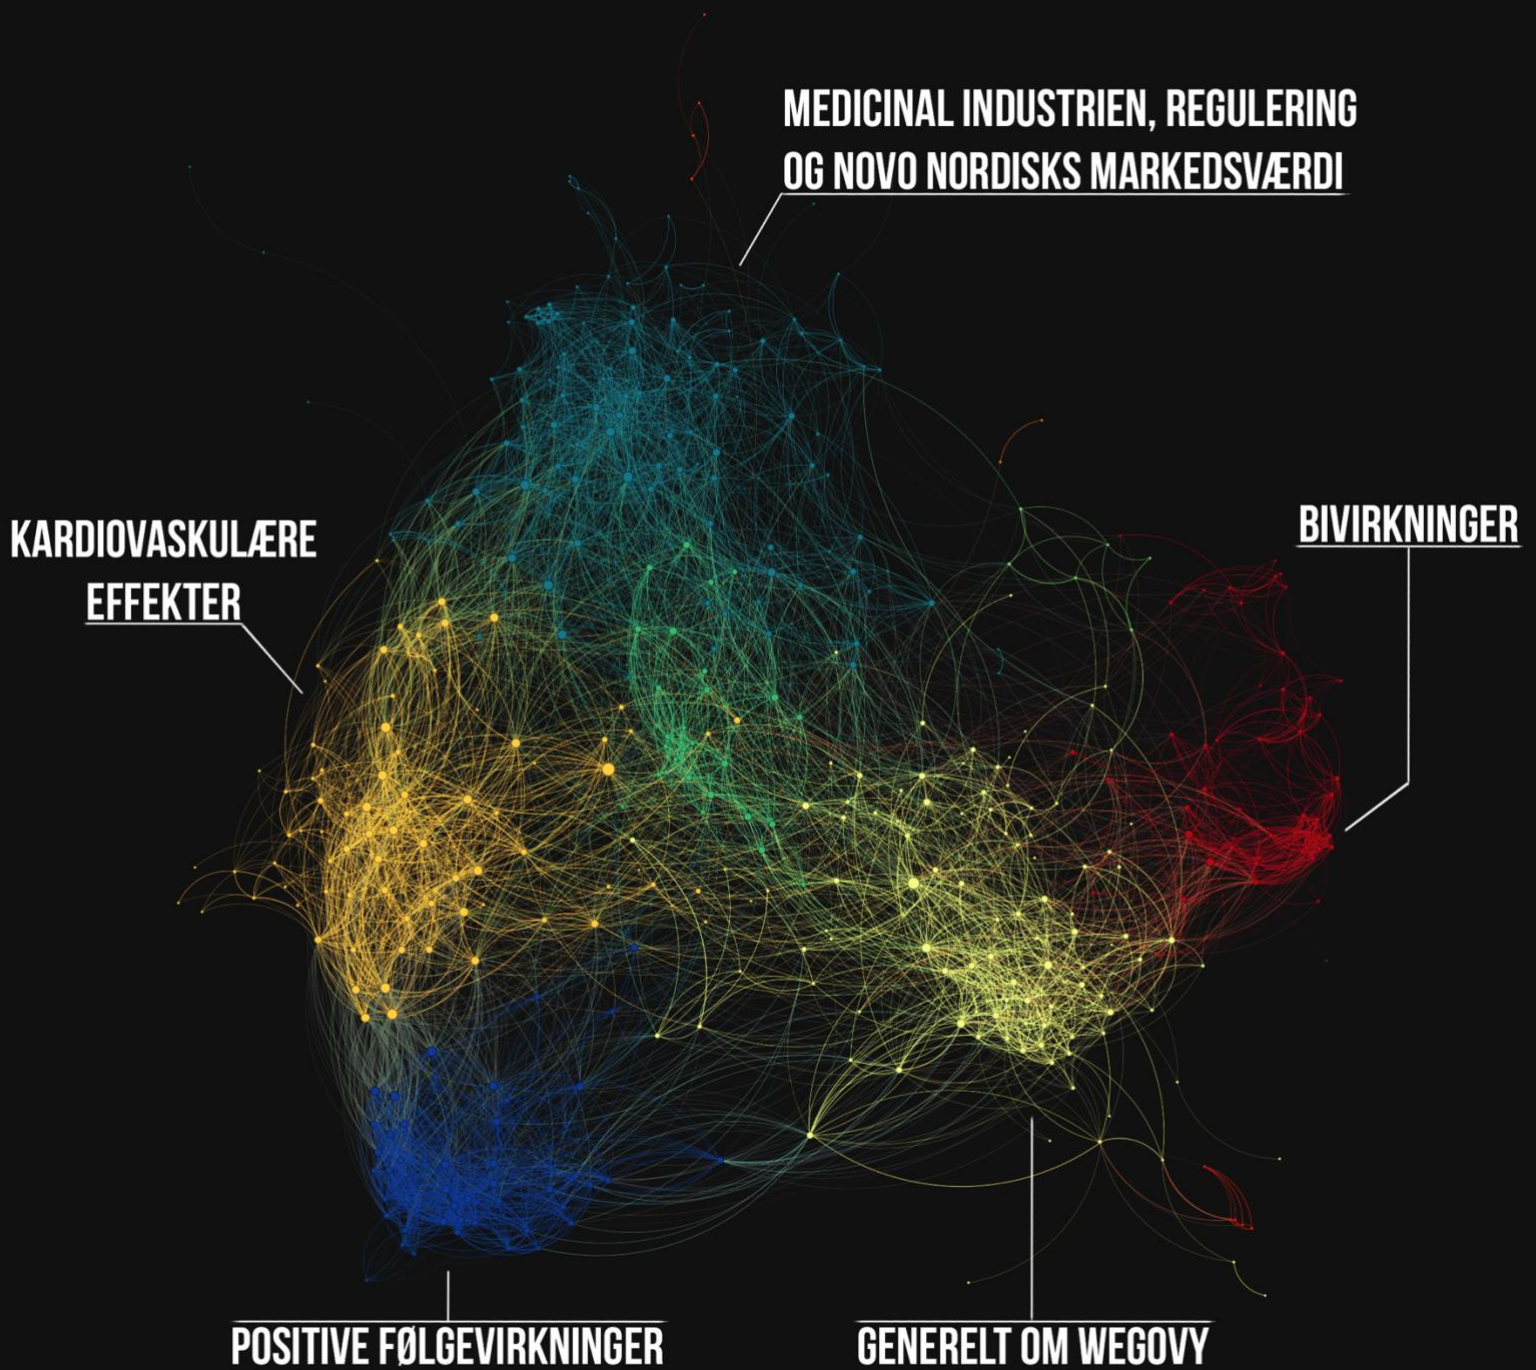 MEDICINAL INDUSTRIEN, REGULERING
OG NOVO NORDISKS MARKEDSVÆRDI
KARDIOVASKULÆRE
EFFEKTER
BIVIRKNINGER
POSITIVE FØLGEVIRKNINGER
GENERELT OM WEGOVY